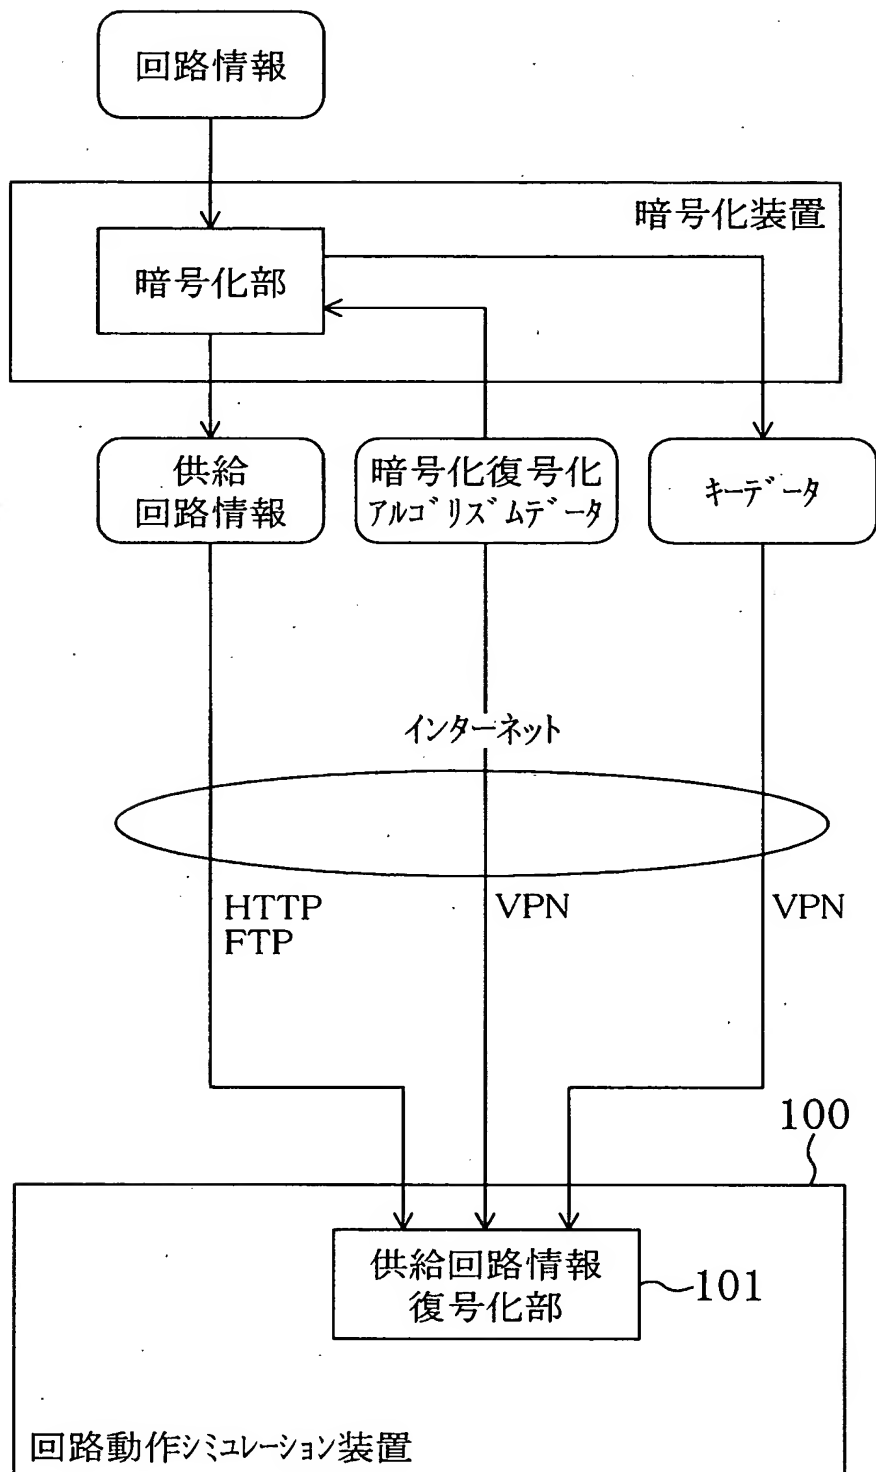 回路情報
暗号化装置
暗号化部
供給
回路情報
暗号化復号化
アルゴリズムデータ
キーデータ
インターネット
HTTP
FTP
VPN
VPN
100
供給回路情報
復号化部
101
回路動作シミュレーション装置